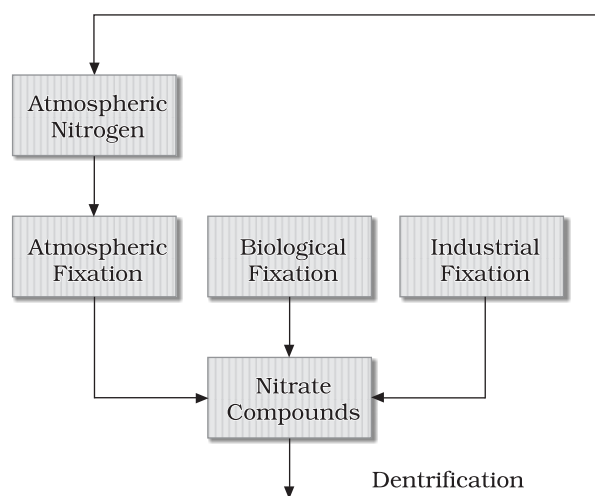 Atmospheric
Nitrogen
Atmospheric
Fixation
Biological
Fixation
Industrial
Fixation
Nitrate
Compounds
Dentrification